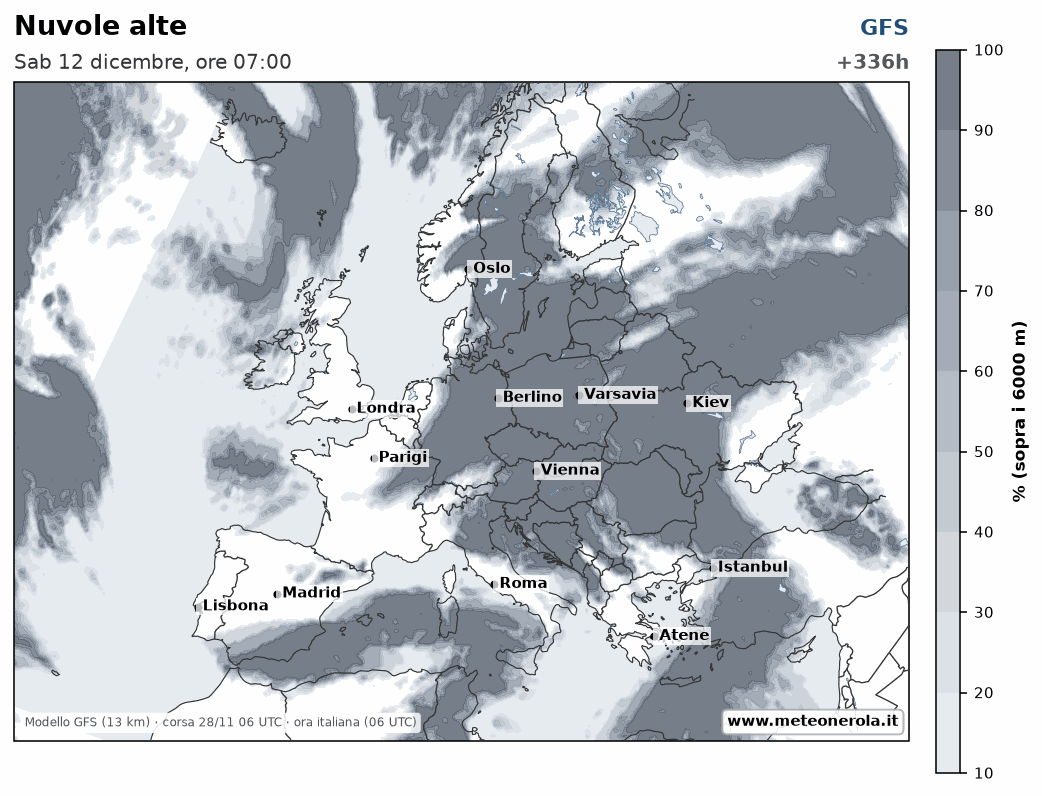 Nuvole alte
GFS
Sab 12 dicembre, ore 07:00
+336h
100
90
80
70
60
50
40
30
20
10
% (sopra i 6000 m)
Oslo
Berlino
Varsavia
Kiev
Londra
Parigi
Vienna
Istanbul
Roma
Madrid
Lisbona
Atene
Modello GFS (13 km) · corsa 28/11 06 UTC · ora italiana (06 UTC)
www.meteonerola.it